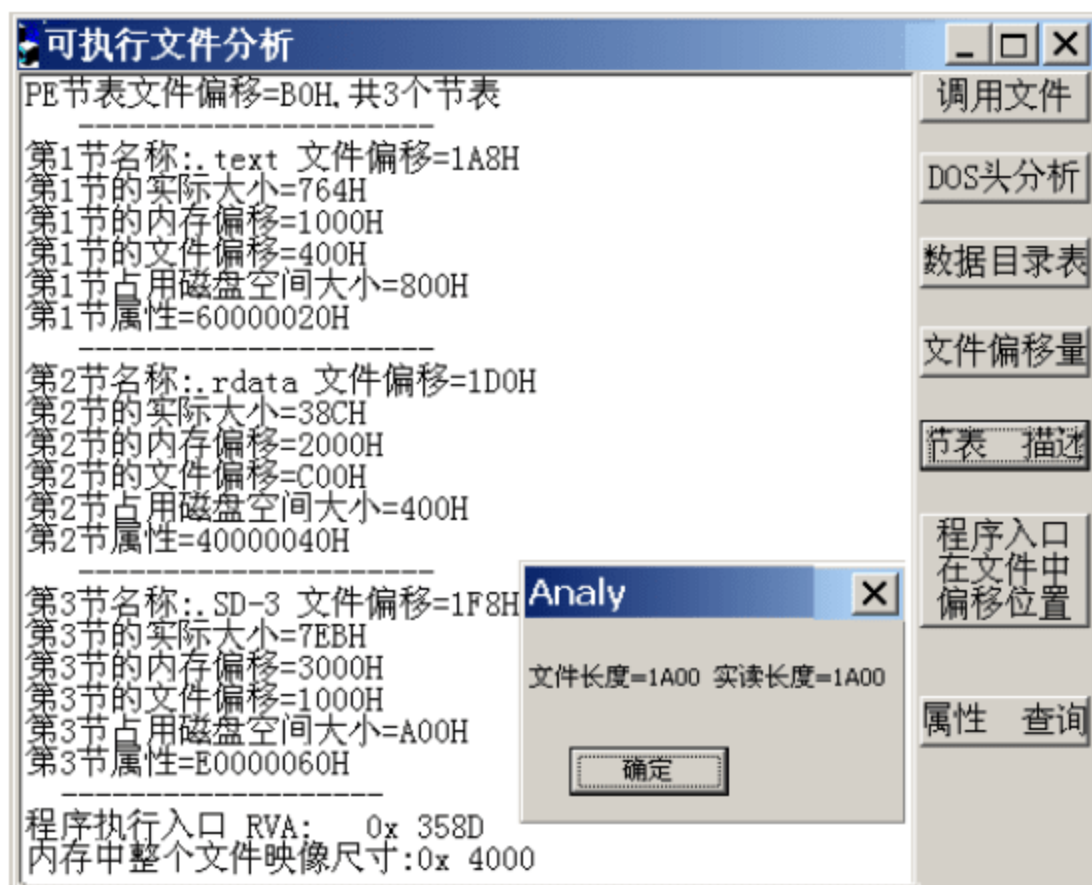 可执行文件分析
PE节表文件偏移=B0H,共3个节表
----------------------
第1节名称:.text 文件偏移=1A8H
第1节的实际大小=764H
第1节的内存偏移=1000H
第1节的文件偏移=400H
第1节占用磁盘空间大小=800H
第1节属性=60000020H
----------------------
第2节名称:.rdata 文件偏移=1D0H
第2节的实际大小=38CH
第2节的内存偏移=2000H
第2节的文件偏移=C00H
第2节占用磁盘空间大小=400H
第2节属性=40000040H
----------------------
第3节名称:.SD-3 文件偏移=1F8H
第3节的实际大小=7EBH
第3节的内存偏移=3000H
第3节的文件偏移=1000H
第3节占用磁盘空间大小=A00H
第3节属性=E0000060H
--------------------
程序执行入口 RVA: 0x 358D
内存中整个文件映像尺寸:0x 4000
调用文件
DOS头分析
数据目录表
文件偏移量
节表 描述
程序入口
在文件中
偏移位置
属性 查询
Analy
文件长度=1A00 实读长度=1A00
确定